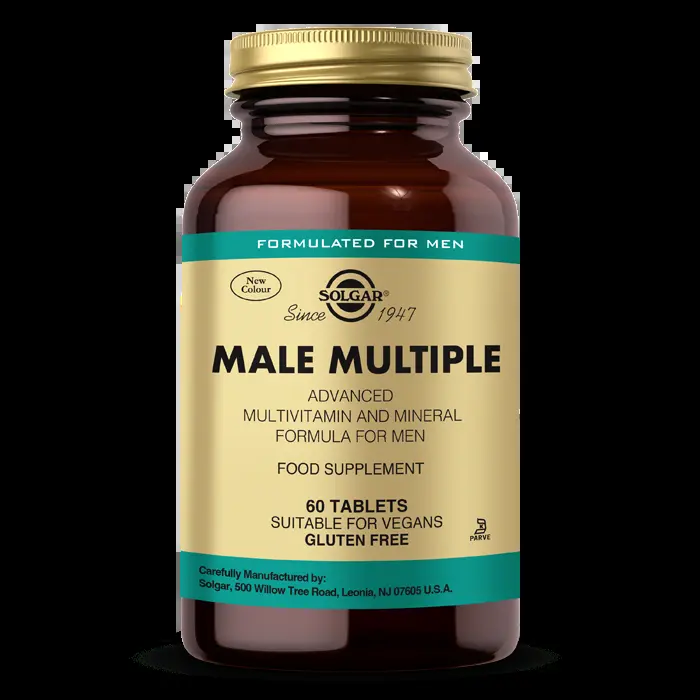 FORMULATED FOR MEN
New
Colour
SOLGAR®
Since 1947
MALE MULTIPLE
ADVANCED
MULTIVITAMIN AND MINERAL
FORMULA FOR MEN
FOOD SUPPLEMENT
60 TABLETS
SUITABLE FOR VEGANS
GLUTEN FREE
PARVE
Carefully Manufactured by:
Solgar, 500 Willow Tree Road, Leonia, NJ 07605 U.S.A.